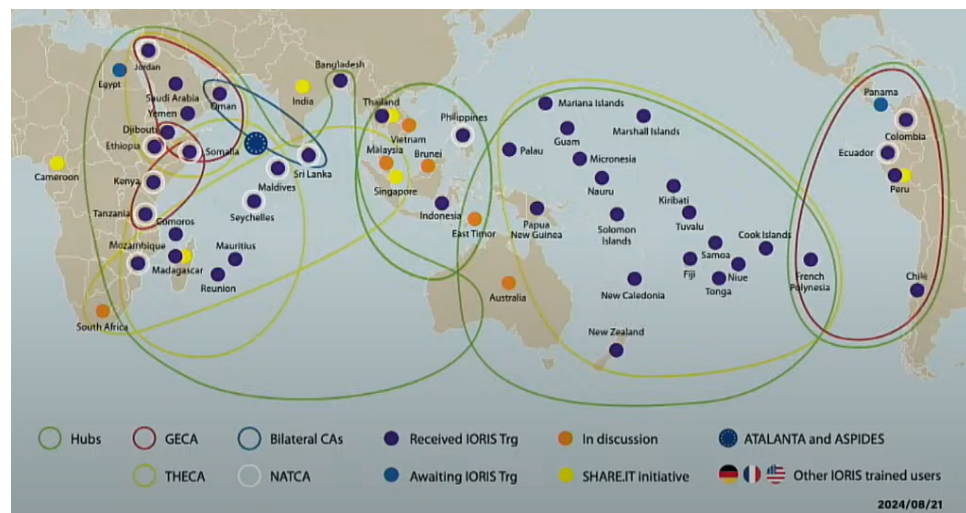 Jordan
Egypt
Saudi Arabia
Oman
Yemen
Djibouti
Ethiopia
Somalia
Cameroon
Kenya
Tanzania
Comoros
Mozambique
Madagascar
Mauritius
Reunion
South Africa
Seychelles
Maldives
Sri Lanka
India
Bangladesh
Thailand
Vietnam
Malaysia
Brunei
Singapore
Philippines
Indonesia
East Timor
Australia
Mariana Islands
Guam
Marshall Islands
Palau
Micronesia
Nauru
Kiribati
Papua
New Guinea
Solomon
Islands
Tuvalu
Samoa
Cook Islands
Fiji
Niue
Tonga
New Caledonia
New Zealand
French
Polynesia
Panama
Colombia
Ecuador
Peru
Chile
Hubs
GECA
Bilateral CAs
Received IORIS Trg
In discussion
ATALANTA and ASPIDES
THECA
NATCA
Awaiting IORIS Trg
SHARE.IT initiative
Other IORIS trained users
2024/08/21